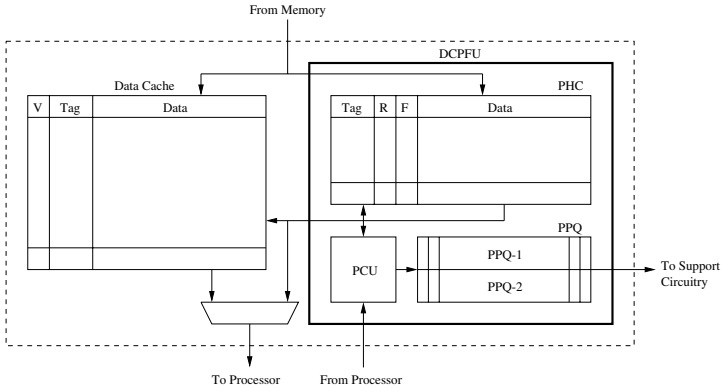 From Memory
DCPFU
Data Cache
PHC
V Tag Data
Tag R F Data
PPQ
PCU
PPQ-1
PPQ-2
To Support
Circuitry
To Processor
From Processor